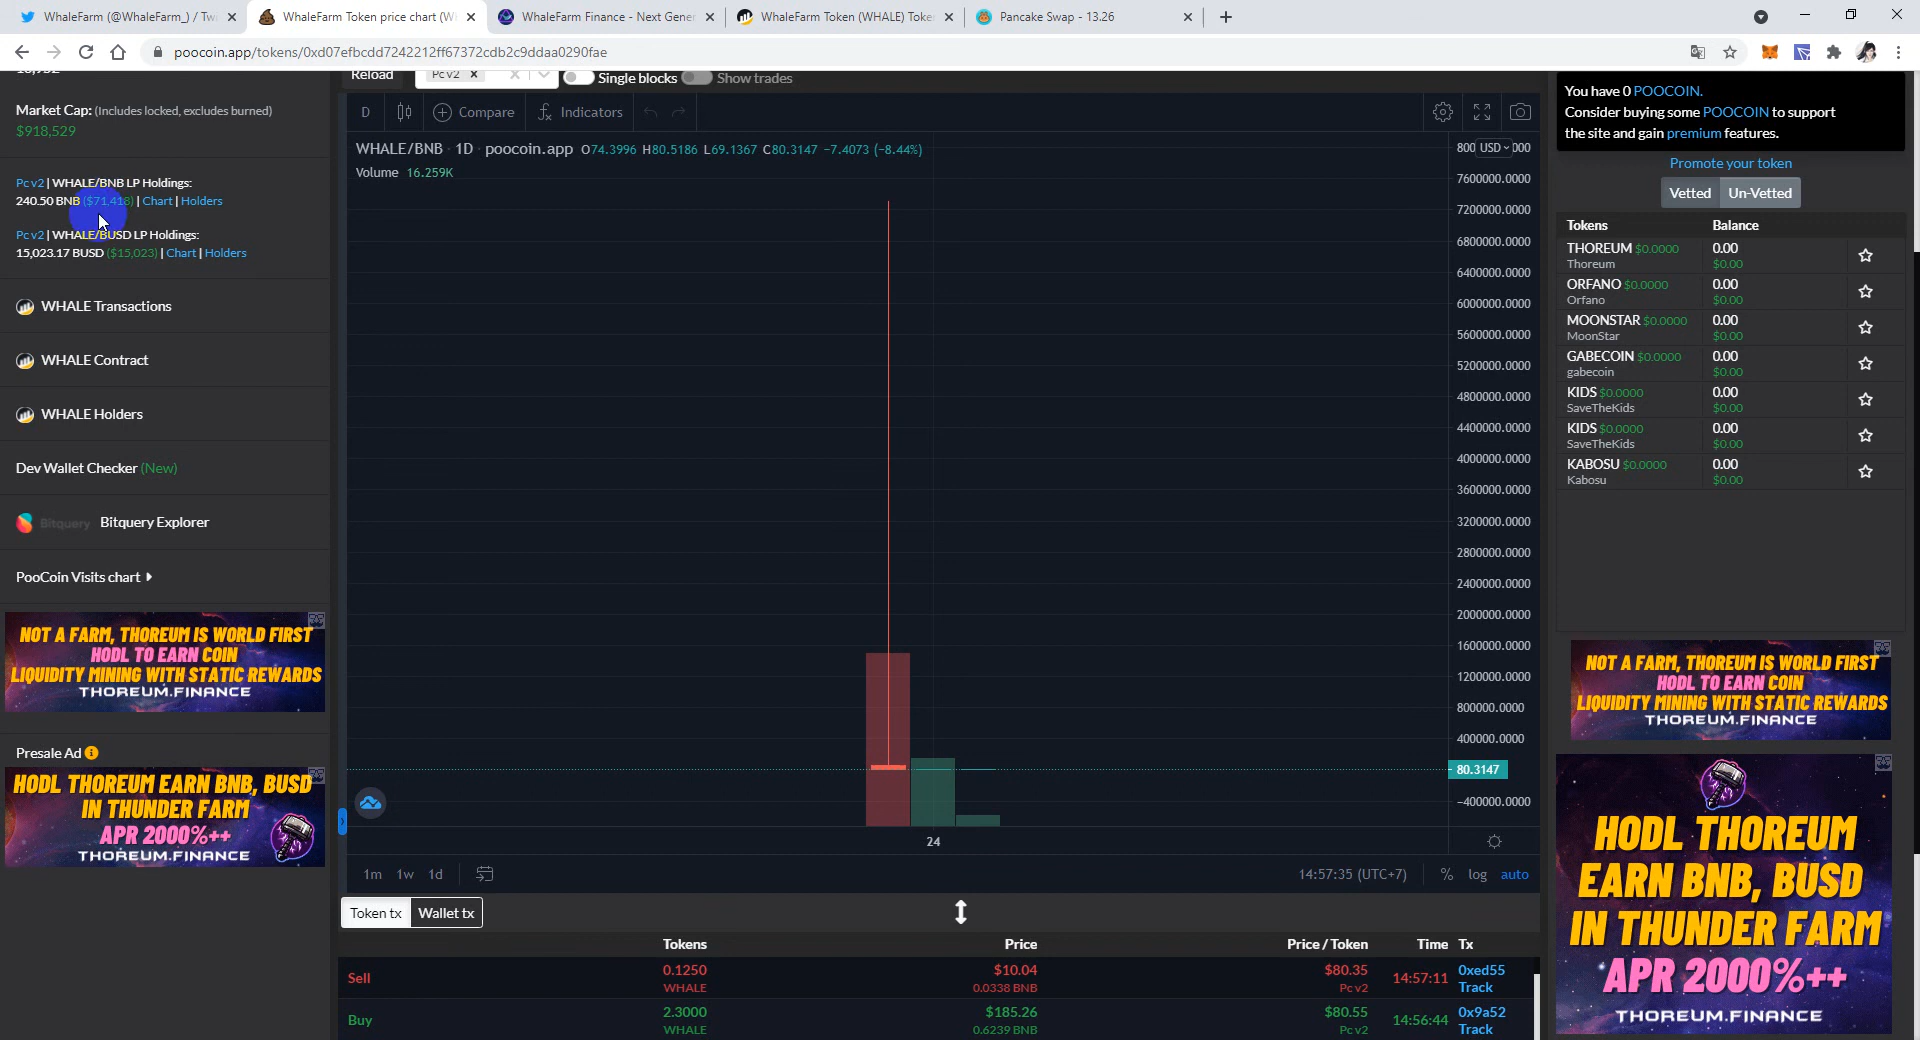 WhaleFarm (@WhaleFarm_) / Tw
WhaleFarm Token price chart (W
WhaleFarm Finance - Next Gener
WhaleFarm Token (WHALE) Toke
Pancake Swap - 13.26
poocoin.app/tokens/0xd07efbcdd7242212ff67372cdb2c9ddaa0290fae
Market Cap: (Includes locked, excludes burned)
$918,529
Pc v2 | WHALE/BNB LP Holdings:
240.50 BNB ($71,418) | Chart | Holders
Pc v2 | WHALE/BUSD LP Holdings:
15,023.17 BUSD ($15,023) | Chart | Holders
WHALE Transactions
WHALE Contract
WHALE Holders
Dev Wallet Checker (New)
Bitquery Bitquery Explorer
PooCoin Visits chart
NOT A FARM, THOREUM IS WORLD FIRST
HODL TO EARN COIN
LIQUIDITY MINING WITH STATIC REWARDS
THOREUM.FINANCE
Presale Ad
HODL THOREUM EARN BNB, BUSD
IN THUNDER FARM
APR 2000%++
THOREUM.FINANCE
Reload Pc v2 × Single blocks Show trades
D Compare Indicators
WHALE/BNB · 1D · poocoin.app O74.3996 H80.5186 L69.1367 C80.3147 -7.4073 (-8.44%)
Volume 16.259K
USD
7600000.0000
7200000.0000
6800000.0000
6400000.0000
6000000.0000
5600000.0000
5200000.0000
4800000.0000
4400000.0000
4000000.0000
3600000.0000
3200000.0000
2800000.0000
2400000.0000
2000000.0000
1600000.0000
1200000.0000
800000.0000
400000.0000
80.3147
-400000.0000
24
1m 1w 1d
14:57:35 (UTC+7) % log auto
Token tx Wallet tx
Tokens Price Price / Token Time Tx
Sell 0.1250 $10.04 $80.35 14:57:11 0xed55
WHALE 0.0338 BNB Pc v2 Track
Buy 2.3000 $185.26 $80.55 14:56:44 0x9a52
WHALE 0.6239 BNB Pc v2 Track
You have 0 POOCOIN.
Consider buying some POOCOIN to support
the site and gain premium features.
Promote your token
Vetted Un-Vetted
Tokens Balance
THOREUM $0.0000 0.00
Thoreum $0.00
ORFANO $0.0000 0.00
Orfano $0.00
MOONSTAR $0.0000 0.00
MoonStar $0.00
GABECOIN $0.0000 0.00
gabecoin $0.00
KIDS $0.0000 0.00
SaveTheKids $0.00
KIDS $0.0000 0.00
SaveTheKids $0.00
KABOSU $0.0000 0.00
Kabosu $0.00
NOT A FARM, THOREUM IS WORLD FIRST
HODL TO EARN COIN
LIQUIDITY MINING WITH STATIC REWARDS
THOREUM.FINANCE
HODL THOREUM
EARN BNB, BUSD
IN THUNDER FARM
APR 2000%++
THOREUM.FINANCE